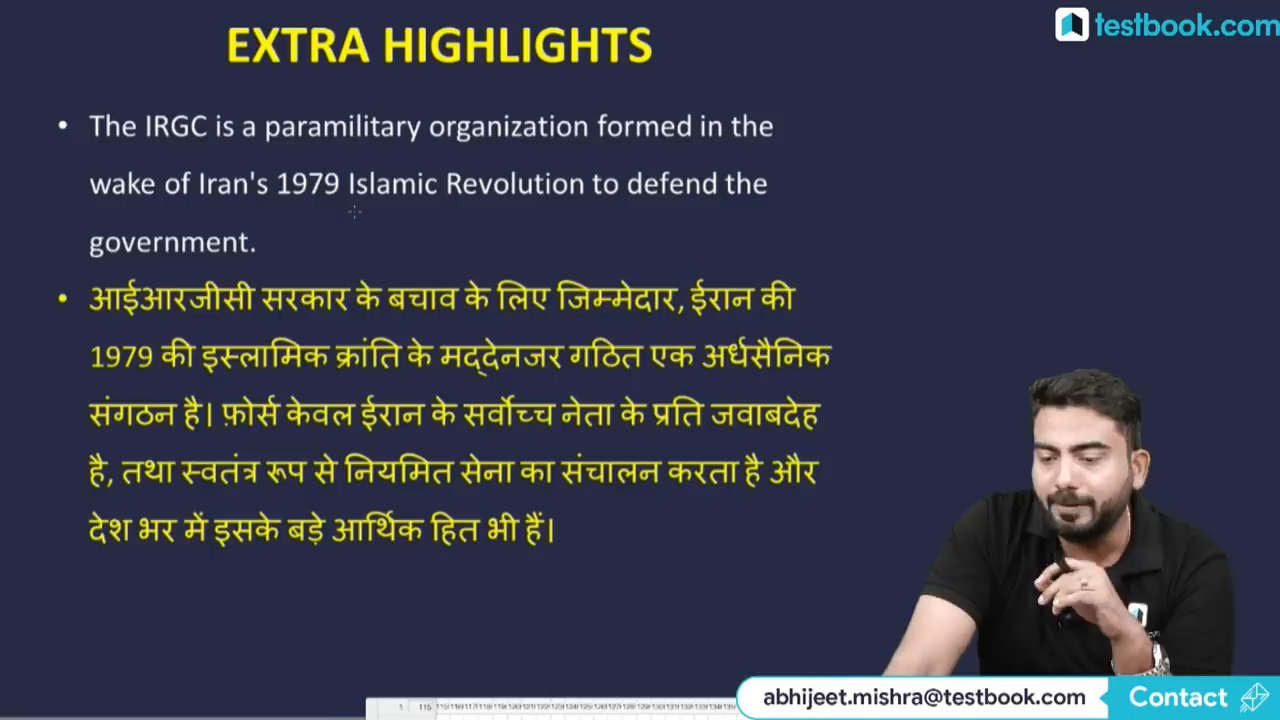 EXTRA HIGHLIGHTS
testbook.com
• The IRGC is a paramilitary organization formed in the
wake of Iran's 1979 Islamic Revolution to defend the
government.
• आईआरजीसी सरकार के बचाव के लिए जिम्मेदार, ईरान की
1979 की इस्लामिक क्रांति के मद्देनजर गठित एक अर्धसैनिक
संगठन है। फ़ोर्स केवल ईरान के सर्वोच्च नेता के प्रति जवाबदेह
है, तथा स्वतंत्र रूप से नियमित सेना का संचालन करता है और
देश भर में इसके बड़े आर्थिक हित भी हैं।
abhijeet.mishra@testbook.com
Contact